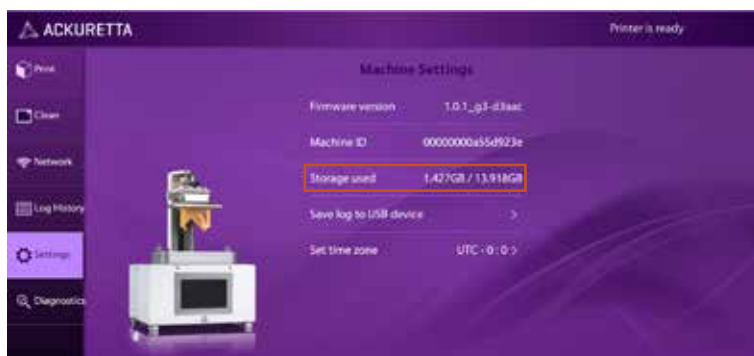 ACKURETTA
Printer is ready
Print
Machine Settings
Firmware version 1.0.1_g3-d3aac
Clean
Machine ID 00000000a55d923e
Network
Storage used 1.427GB / 13.918GB
Log History
Save log to USB device >
Settings
Set time zone UTC - 0 : 0 >
Diagnostics